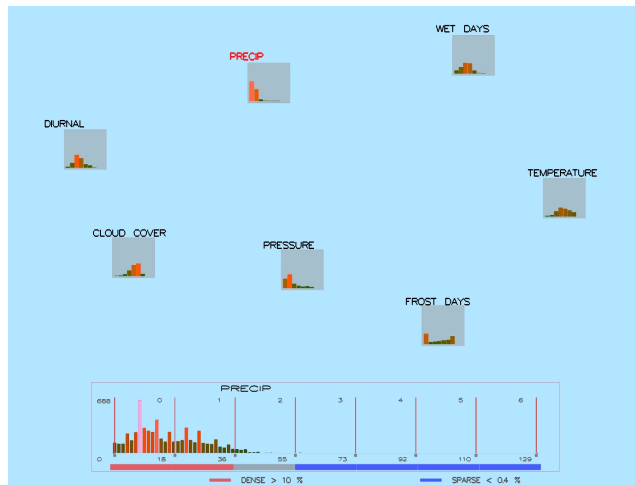 WET DAYS
PRECIP
DIURNAL
TEMPERATURE
CLOUD COVER
PRESSURE
FROST DAYS
PRECIP
688 0 1 2 3 4 5 6
0 18 36 55 73 92 110 129
DENSE > 10 % SPARSE < 0.4 %